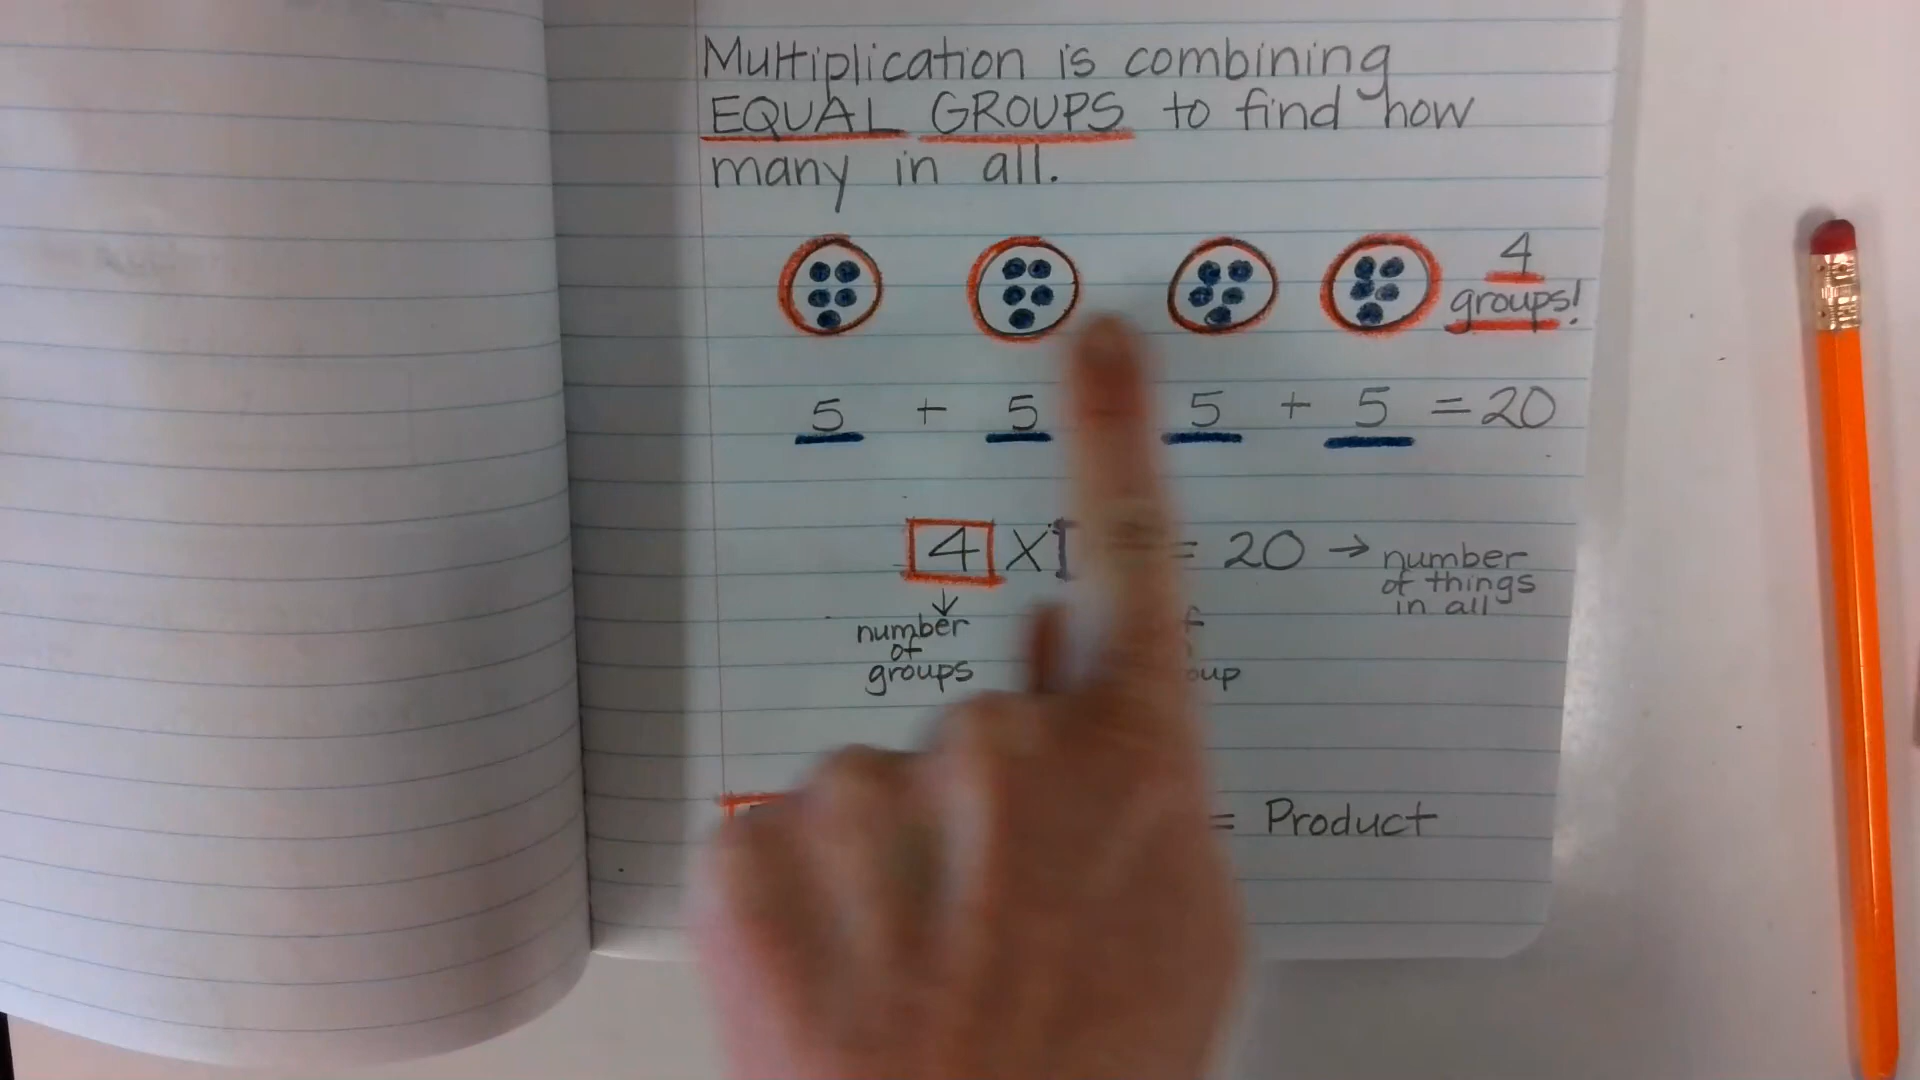 Multiplication is combining
EQUAL GROUPS to find how
many in all.
4
groups!
5 + 5 5 + 5 = 20
4 X = 20 → number
of things
in all
number
of
groups
= Product